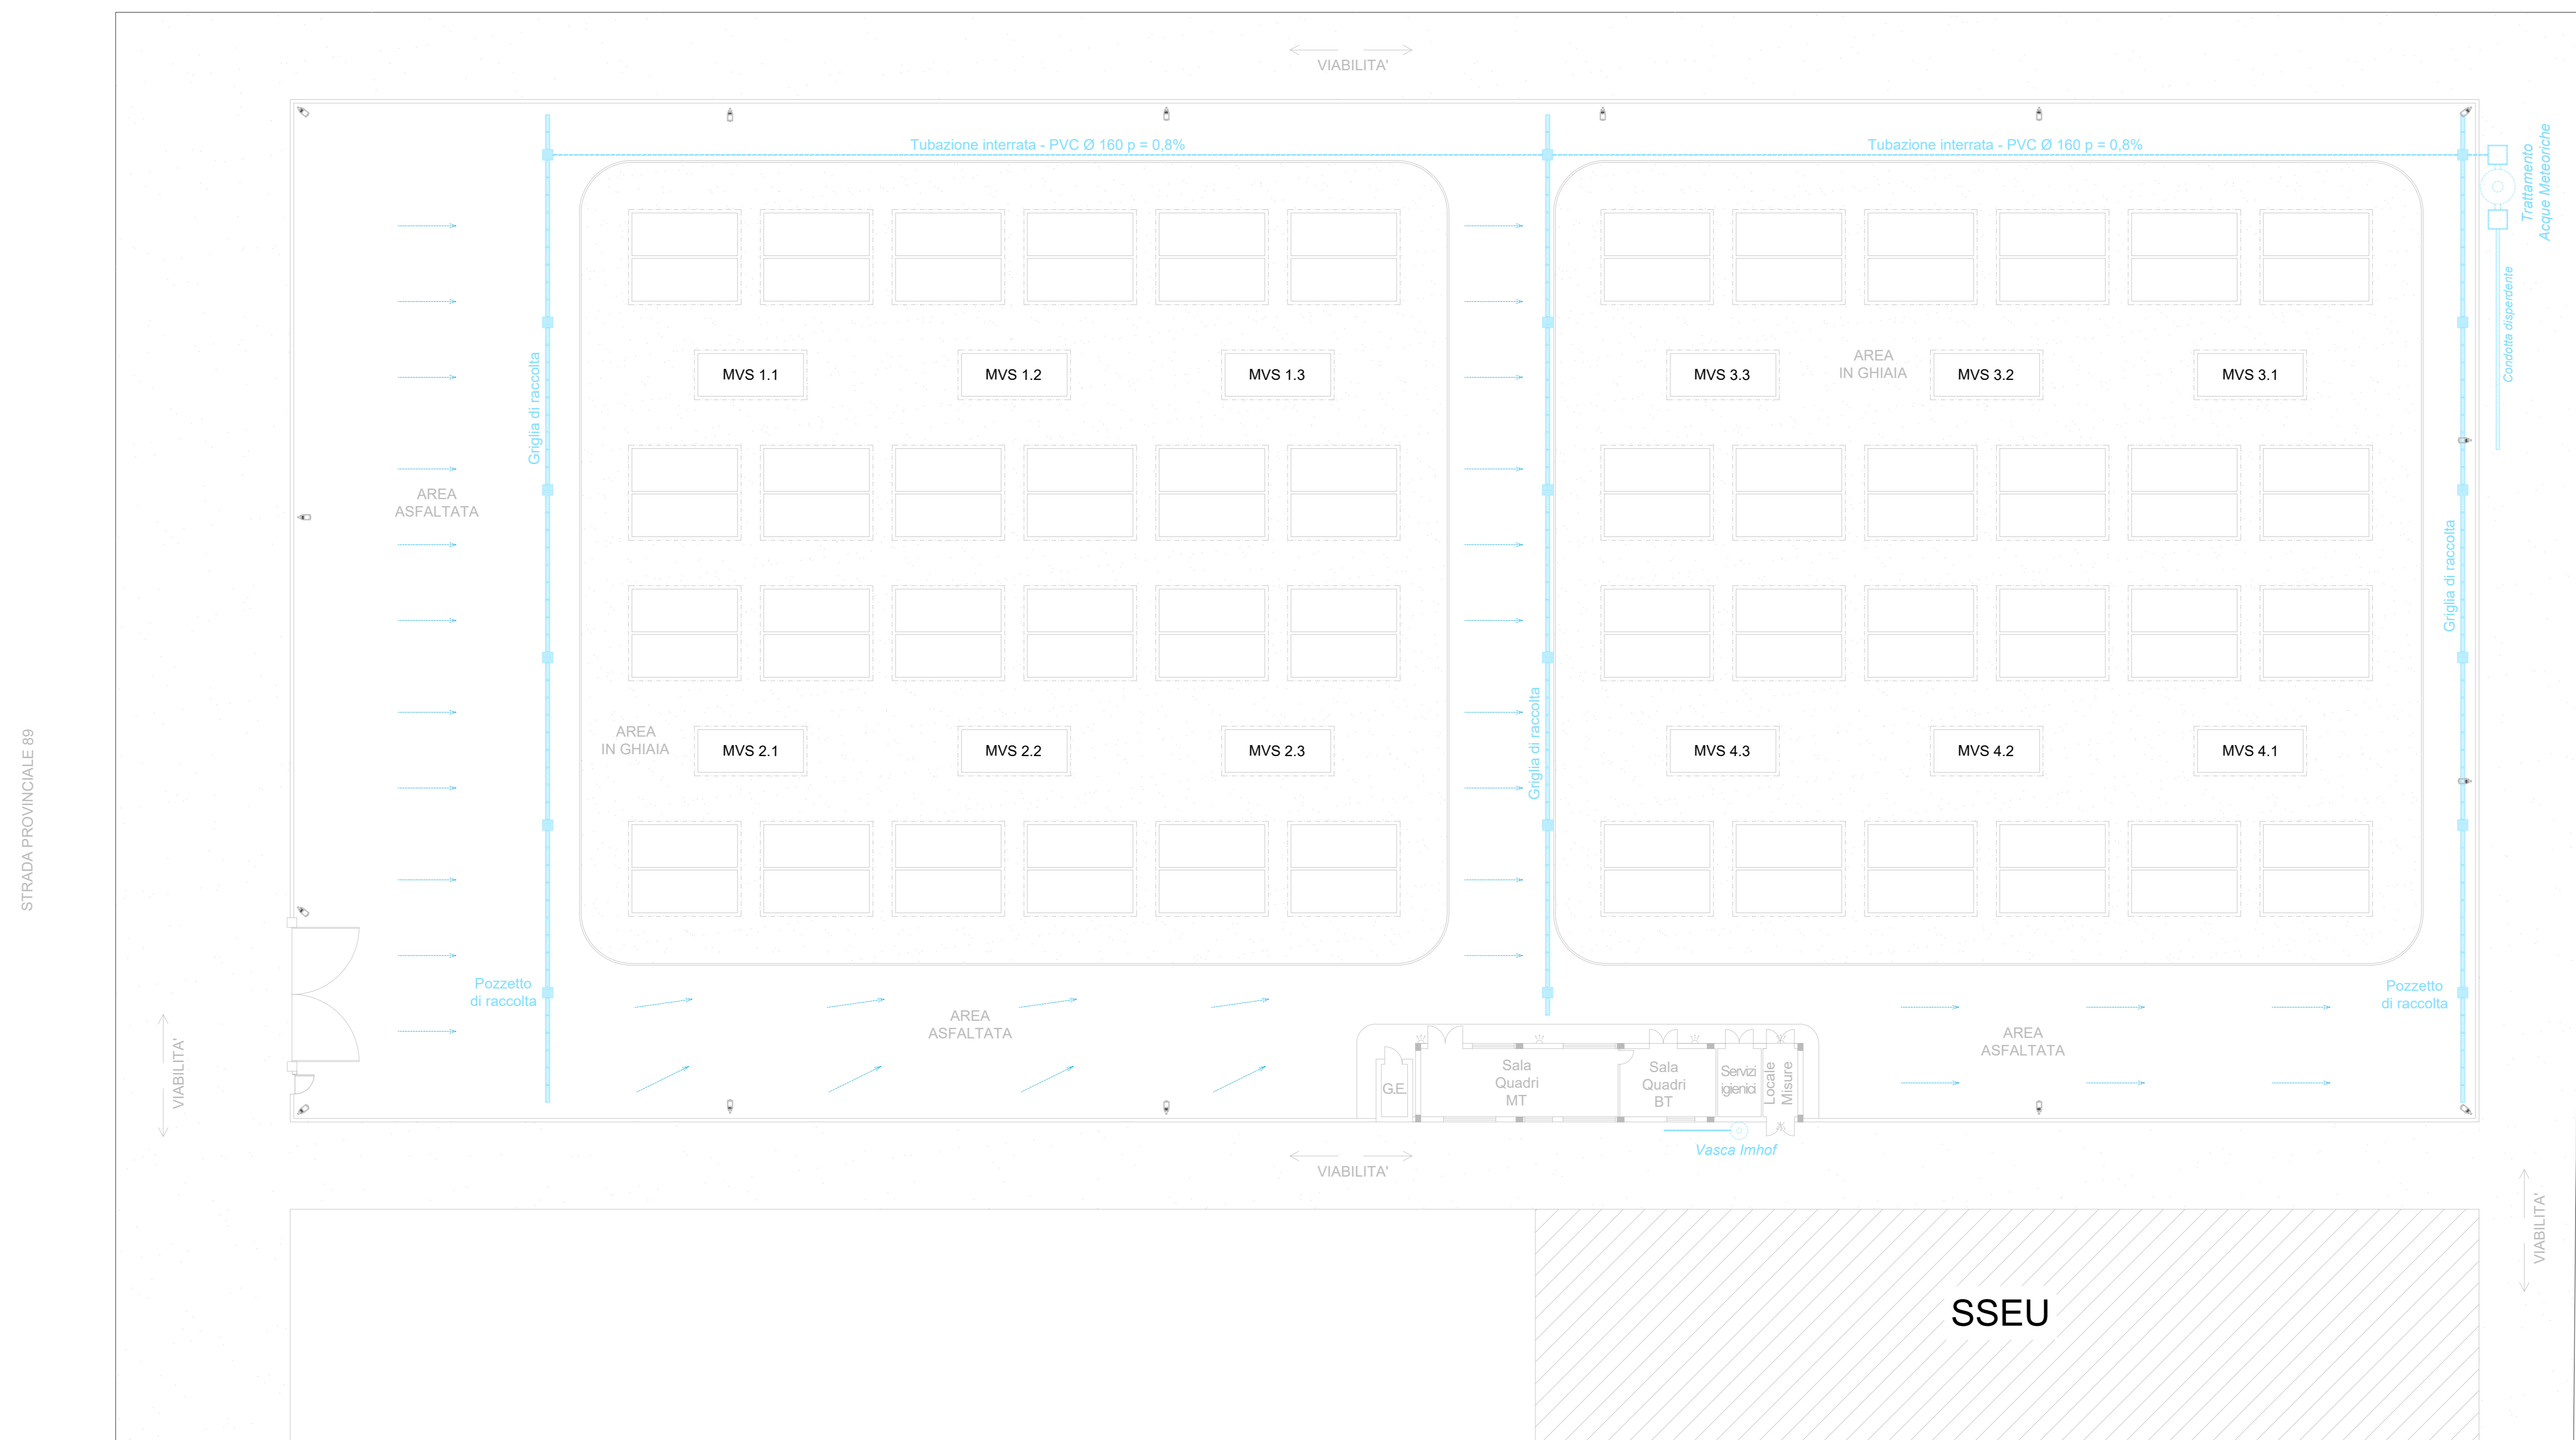 VIABILITA'
Tubazione interrata - PVC Ø 160 p = 0,8%
Tubazione interrata - PVC Ø 160 p = 0,8%
Trattamento
Acque Meteoriche
Condotta disperdente
Griglia di raccolta
MVS 1.1
MVS 1.2
MVS 1.3
MVS 3.3
AREA
IN GHIAIA
MVS 3.2
MVS 3.1
AREA
ASFALTATA
Griglia di raccolta
STRADA PROVINCIALE 89
AREA
IN GHIAIA
MVS 2.1
MVS 2.2
MVS 2.3
Griglia di raccolta
MVS 4.3
MVS 4.2
MVS 4.1
Pozzetto
di raccolta
AREA
ASFALTATA
AREA
ASFALTATA
Pozzetto
di raccolta
VIABILITA'
G.E.
Sala
Quadri
MT
Sala
Quadri
BT
Servizi
igienici
Locale
Misure
Vasca Imhof
VIABILITA'
VIABILITA'
SSEU